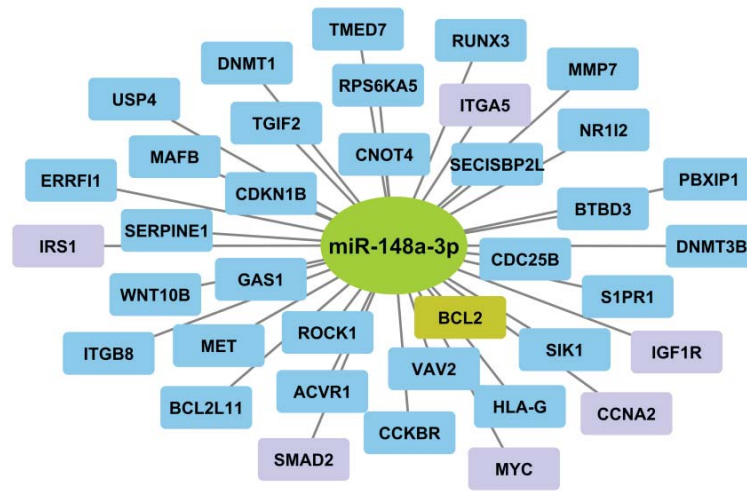 TMED7
RUNX3
DNMT1
MMP7
RPS6KA5
USP4
ITGA5
TGIF2
NR1I2
MAFB
CNOT4
SECISBP2L
ERRFI1
CDKN1B
PBXIP1
BTBD3
SERPINE1
IRS1
miR-148a-3p
DNMT3B
CDC25B
GAS1
WNT10B
S1PR1
BCL2
ROCK1
MET
ITGB8
SIK1
IGF1R
VAV2
ACVR1
BCL2L11
HLA-G
CCNA2
CCKBR
SMAD2
MYC